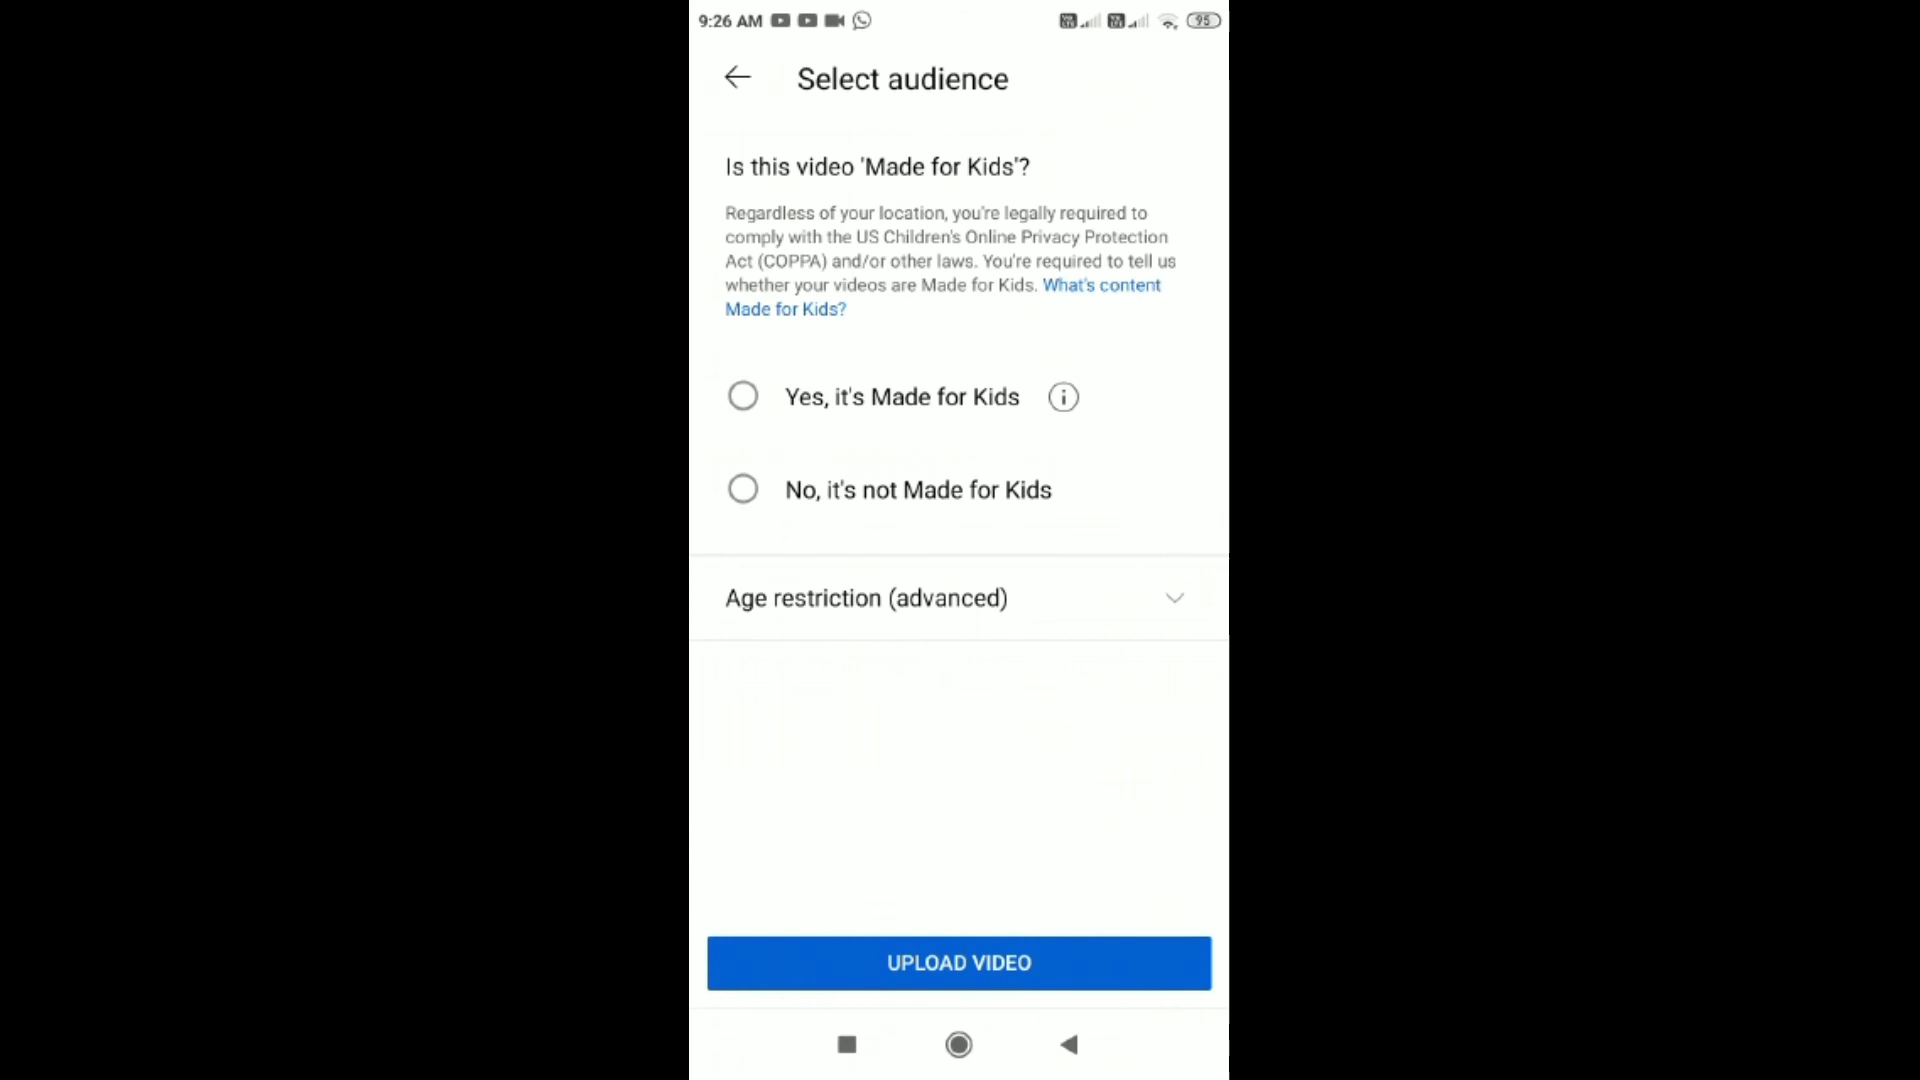 9:26 AM
95
Select audience
Is this video 'Made for Kids'?
Regardless of your location, you're legally required to
comply with the US Children's Online Privacy Protection
Act (COPPA) and/or other laws. You're required to tell us
whether your videos are Made for Kids. What's content
Made for Kids?
Yes, it's Made for Kids
No, it's not Made for Kids
Age restriction (advanced)
UPLOAD VIDEO